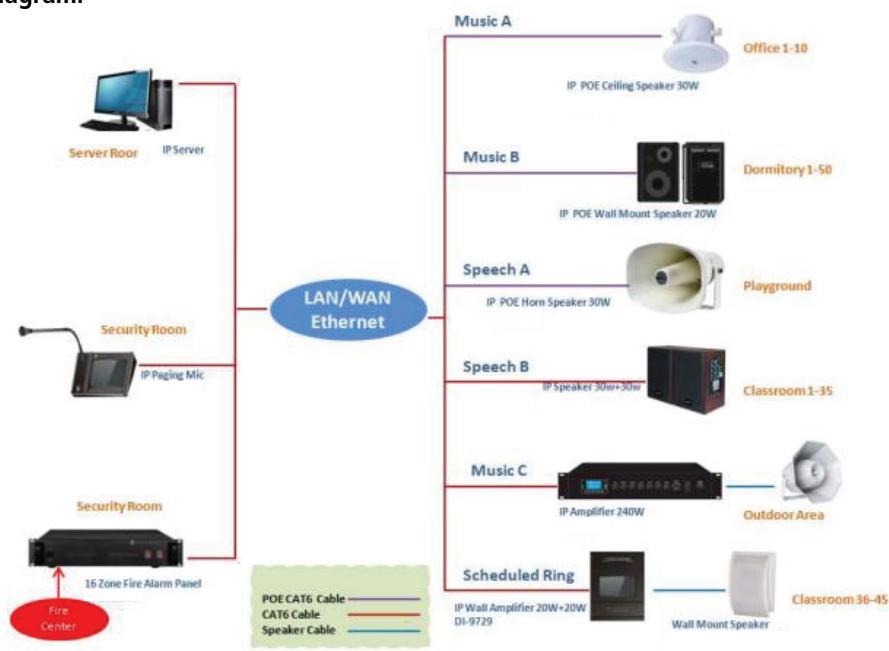 Music A
Office 1-10
IP POE Ceiling Speaker 30W
Server Roor
IP Server
Music B
Dormitory 1-50
IP POE Wall Mount Speaker 20W
Speech A
Playground
IP POE Horn Speaker 30W
LAN/WAN
Ethernet
Security Room
IP Paging Mic
Speech B
IP Speaker 30w+30w
Classroom 1-35
Music C
IP Amplifier 240W
Outdoor Area
Security Room
16 Zone Fire Alarm Panel
Fire
Center
POE CAT6 Cable
CAT6 Cable
Speaker Cable
Scheduled Ring
IP Wall Amplifier 20W+20W
DI-9729
Wall Mount Speaker
Classroom 36-45